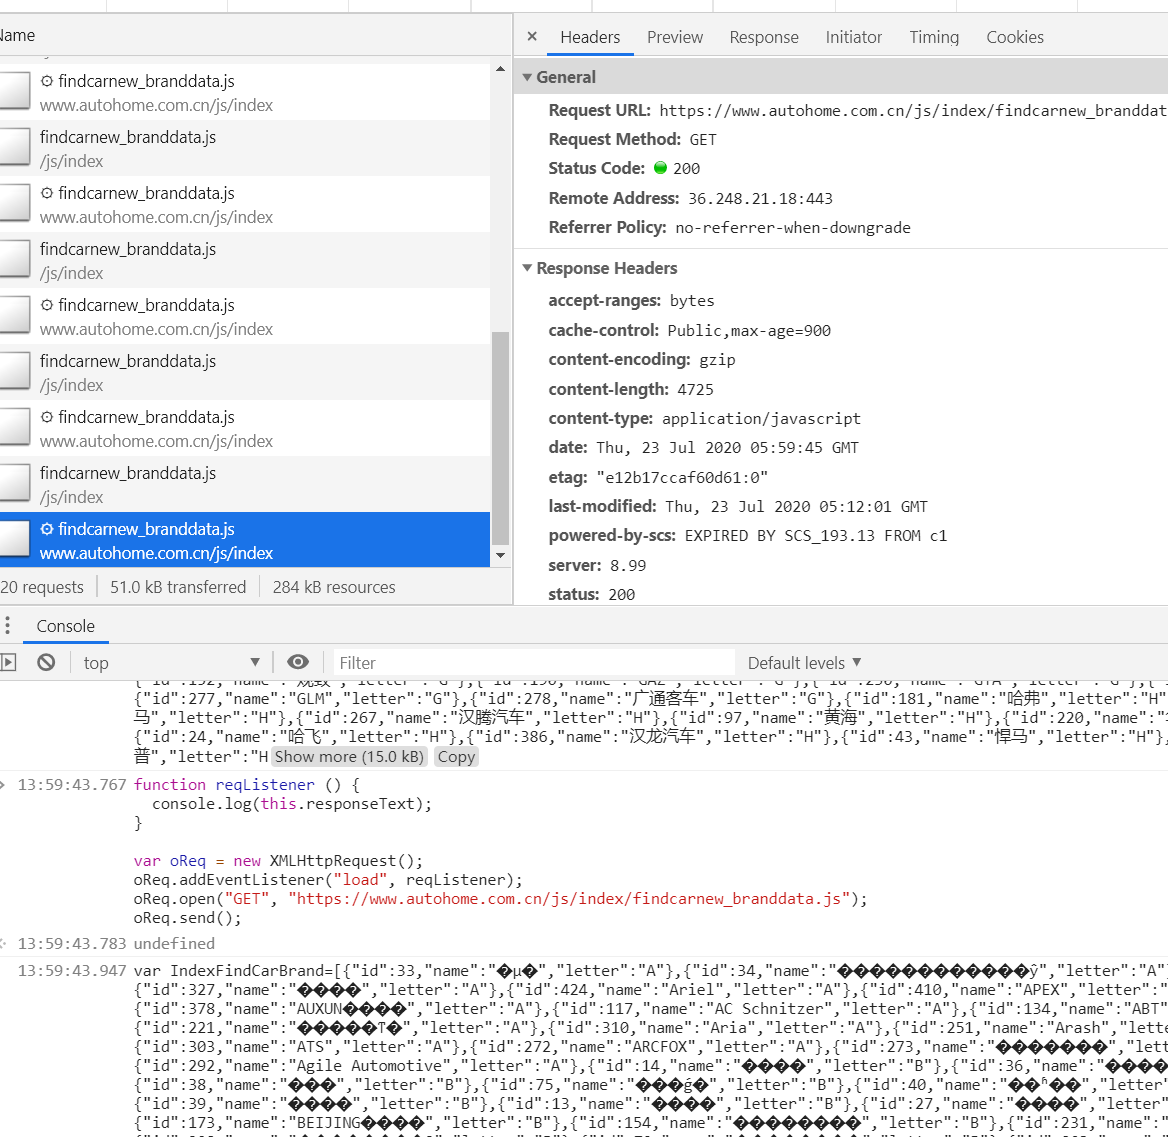 Name
/js/index
findcarnew_branddata.js
www.autohome.com.cn/js/index
findcarnew_branddata.js
/js/index
findcarnew_branddata.js
www.autohome.com.cn/js/index
findcarnew_branddata.js
/js/index
findcarnew_branddata.js
www.autohome.com.cn/js/index
findcarnew_branddata.js
/js/index
findcarnew_branddata.js
www.autohome.com.cn/js/index
findcarnew_branddata.js
/js/index
findcarnew_branddata.js
www.autohome.com.cn/js/index
20 requests 51.0 kB transferred 284 kB resources
× Headers Preview Response Initiator Timing Cookies
General
Request URL: https://www.autohome.com.cn/js/index/findcarnew_branddat
Request Method: GET
Status Code: 200
Remote Address: 36.248.21.18:443
Referrer Policy: no-referrer-when-downgrade
Response Headers
accept-ranges: bytes
cache-control: Public,max-age=900
content-encoding: gzip
content-length: 4725
content-type: application/javascript
date: Thu, 23 Jul 2020 05:59:45 GMT
etag: "e12b17ccaf60d61:0"
last-modified: Thu, 23 Jul 2020 05:12:01 GMT
powered-by-scs: EXPIRED BY SCS_193.13 FROM c1
server: 8.99
status: 200
Console
top Filter Default levels
{"id":277,"name":"GLM","letter":"G"},{"id":278,"name":"广通客车","letter":"G"},{"id":181,"name":"哈弗","letter":"H"
马","letter":"H"},{"id":267,"name":"汉腾汽车","letter":"H"},{"id":97,"name":"黄海","letter":"H"},{"id":220,"name":"
{"id":24,"name":"哈飞","letter":"H"},{"id":386,"name":"汉龙汽车","letter":"H"},{"id":43,"name":"悍马","letter":"H"},
普","letter":"H Show more (15.0 kB) Copy
13:59:43.767 function reqListener () {
console.log(this.responseText);
}
var oReq = new XMLHttpRequest();
oReq.addEventListener("load", reqListener);
oReq.open("GET", "https://www.autohome.com.cn/js/index/findcarnew_branddata.js");
oReq.send();
13:59:43.783 undefined
13:59:43.947 var IndexFindCarBrand=[{"id":33,"name":"�µ�","letter":"A"},{"id":34,"name":"������������ŷ","letter":"A"}
{"id":327,"name":"����","letter":"A"},{"id":424,"name":"Ariel","letter":"A"},{"id":410,"name":"APEX","letter":"
{"id":378,"name":"AUXUN����","letter":"A"},{"id":117,"name":"AC Schnitzer","letter":"A"},{"id":134,"name":"ABT"
{"id":221,"name":"�����","letter":"A"},{"id":310,"name":"Aria","letter":"A"},{"id":251,"name":"Arash","lette
{"id":303,"name":"ATS","letter":"A"},{"id":272,"name":"ARCFOX","letter":"A"},{"id":273,"name":"�������","lett
{"id":292,"name":"Agile Automotive","letter":"A"},{"id":14,"name":"����","letter":"B"},{"id":36,"name":"����
{"id":38,"name":"���","letter":"B"},{"id":75,"name":"���ǵ�","letter":"B"},{"id":40,"name":"����","letter"
{"id":39,"name":"����","letter":"B"},{"id":13,"name":"����","letter":"B"},{"id":27,"name":"����","letter"
{"id":173,"name":"BEIJING����","letter":"B"},{"id":154,"name":"��������","letter":"B"},{"id":231,"name":